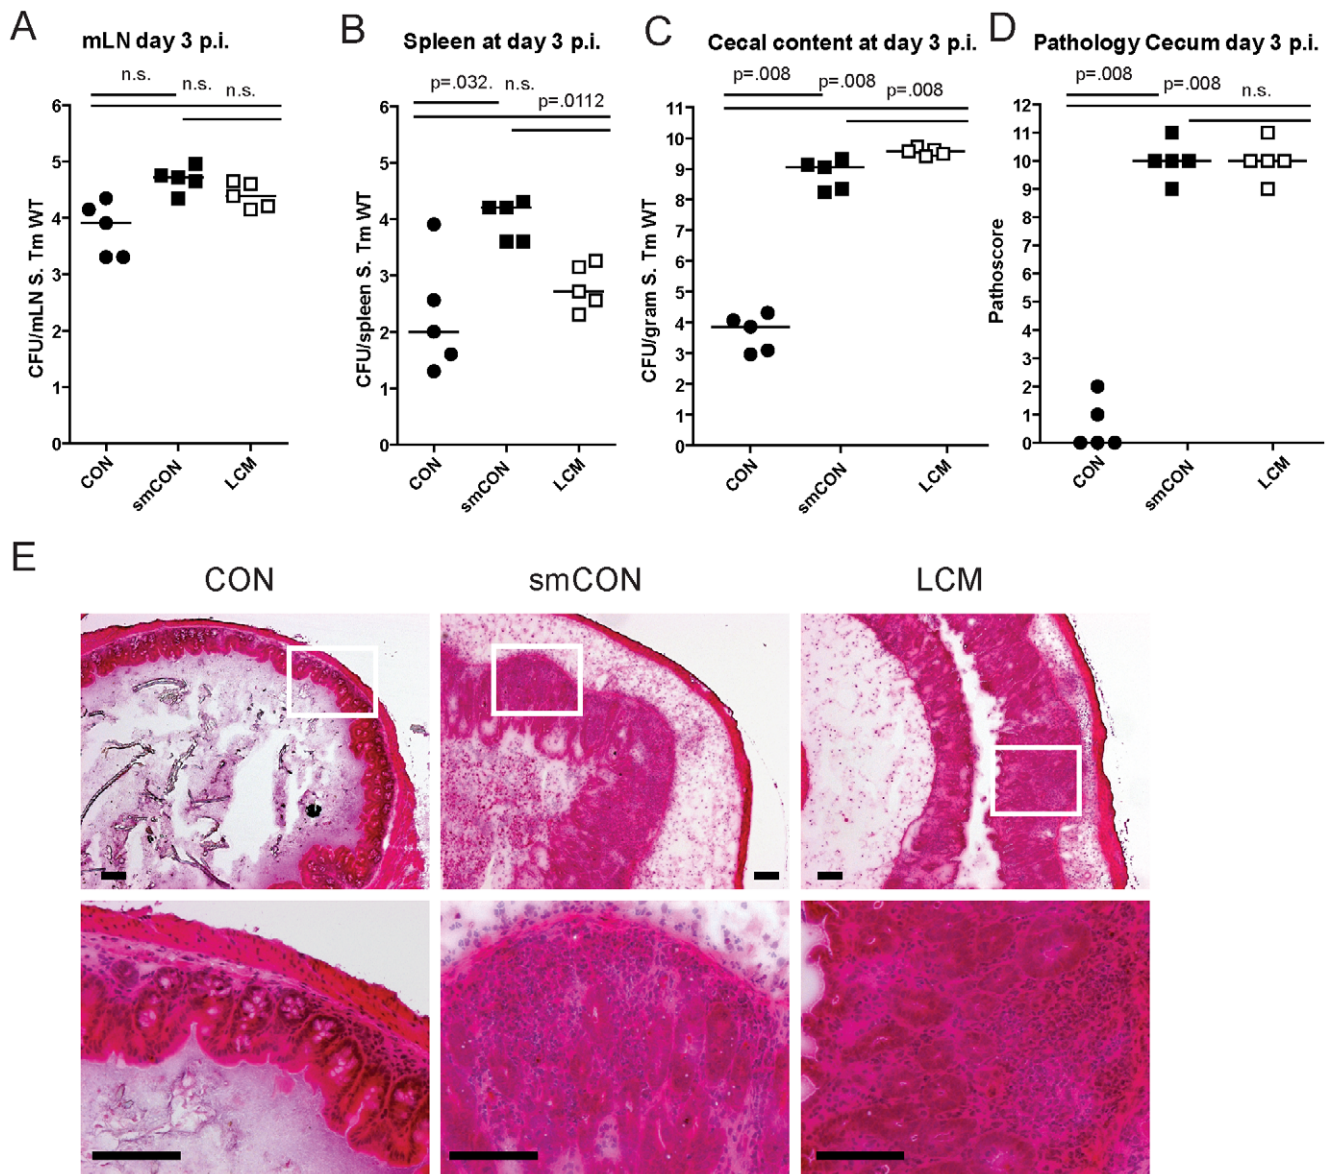 A mLN day 3 p.i.
n.s.
n.s.
n.s.
6
5
4
3
2
1
0
CFU/mLN S. Tm WT
CON
smCON
LCM
B Spleen at day 3 p.i.
p=.032.
n.s.
p=.0112
6
5
4
3
2
1
0
CFU/spleen S. Tm WT
CON
smCON
LCM
C Cecal content at day 3 p.i.
p=.008
p=.008
p=.008
11
10
9
8
7
6
5
4
3
2
1
0
CFU/gram S. Tm WT
CON
smCON
LCM
D Pathology Cecum day 3 p.i.
p=.008
p=.008
n.s.
12
11
10
9
8
7
6
5
4
3
2
1
0
Pathoscore
CON
smCON
LCM
E
CON
smCON
LCM